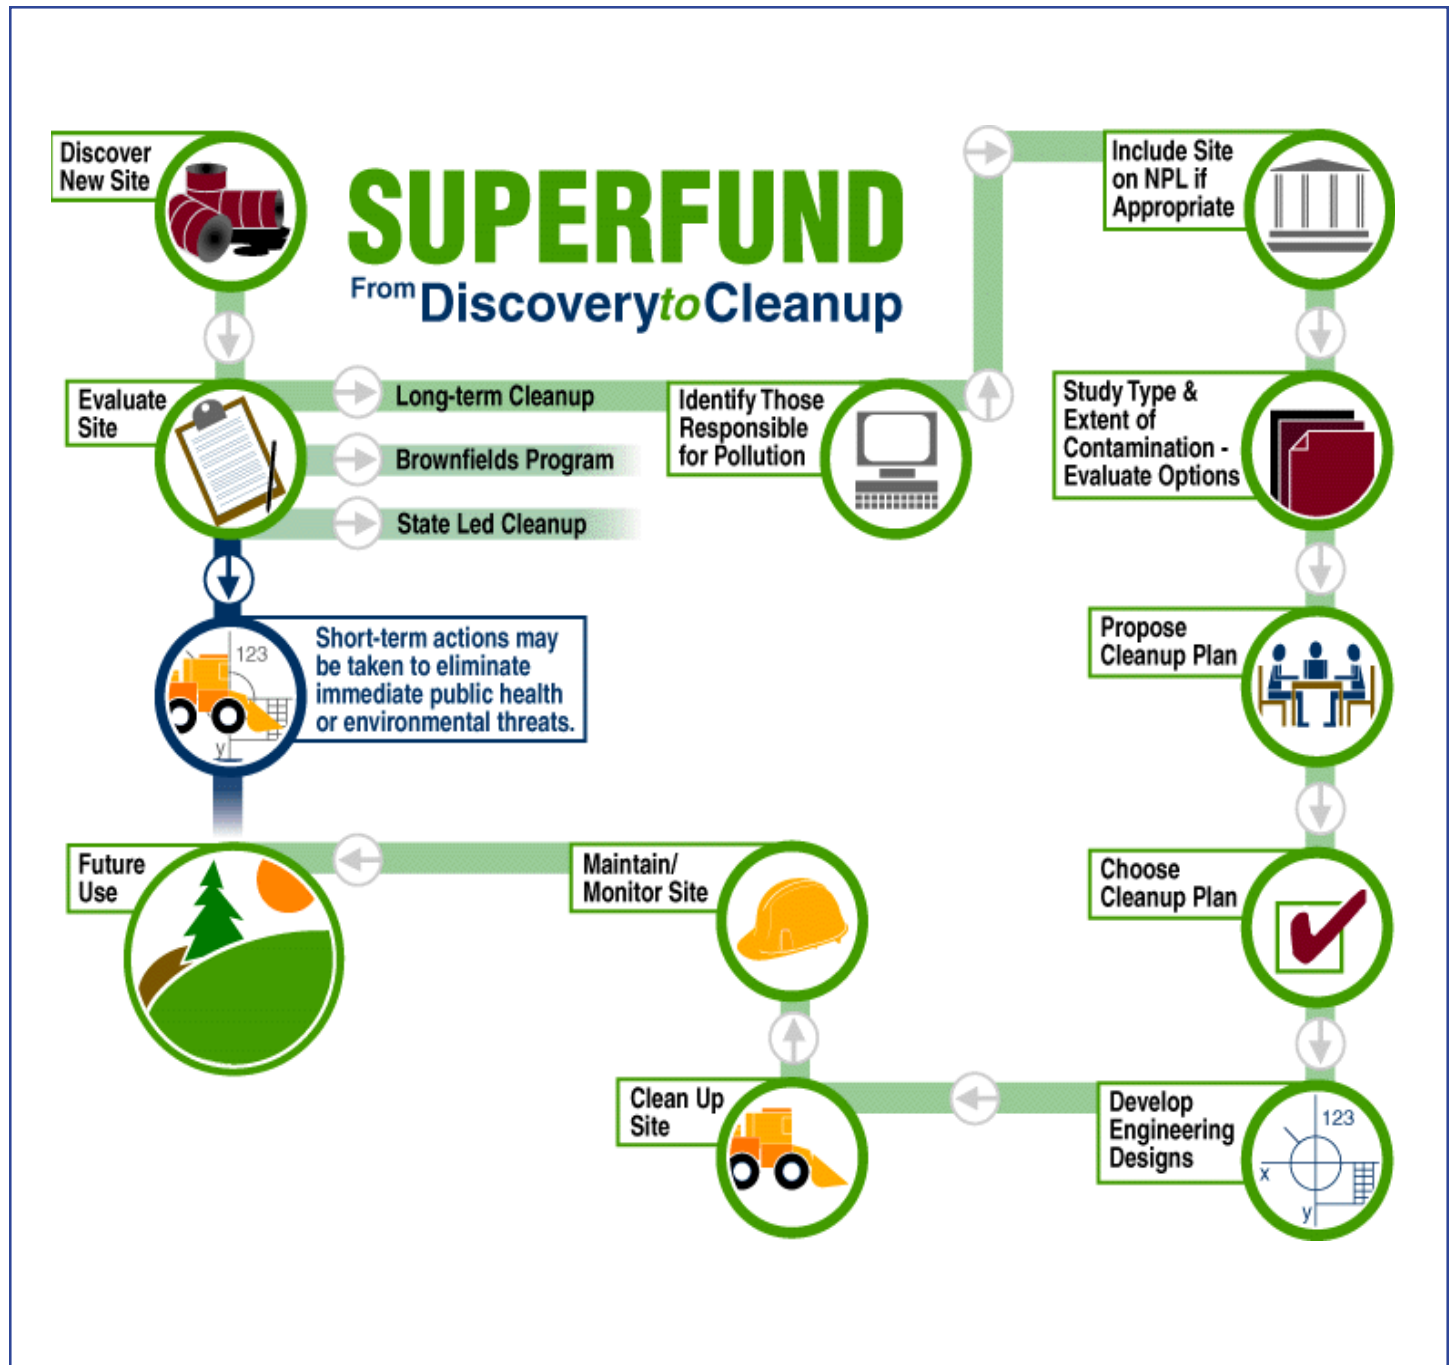 Discover
New Site
SUPERFUND
From Discovery to Cleanup
Include Site
on NPL if
Appropriate
Evaluate
Site
Long-term Cleanup
Brownfields Program
State Led Cleanup
Identify Those
Responsible
for Pollution
Study Type &
Extent of
Contamination -
Evaluate Options
123
y
Short-term actions may
be taken to eliminate
immediate public health
or environmental threats.
Propose
Cleanup Plan
Future
Use
Maintain/
Monitor Site
Choose
Cleanup Plan
Clean Up
Site
Develop
Engineering
Designs
123
x
y